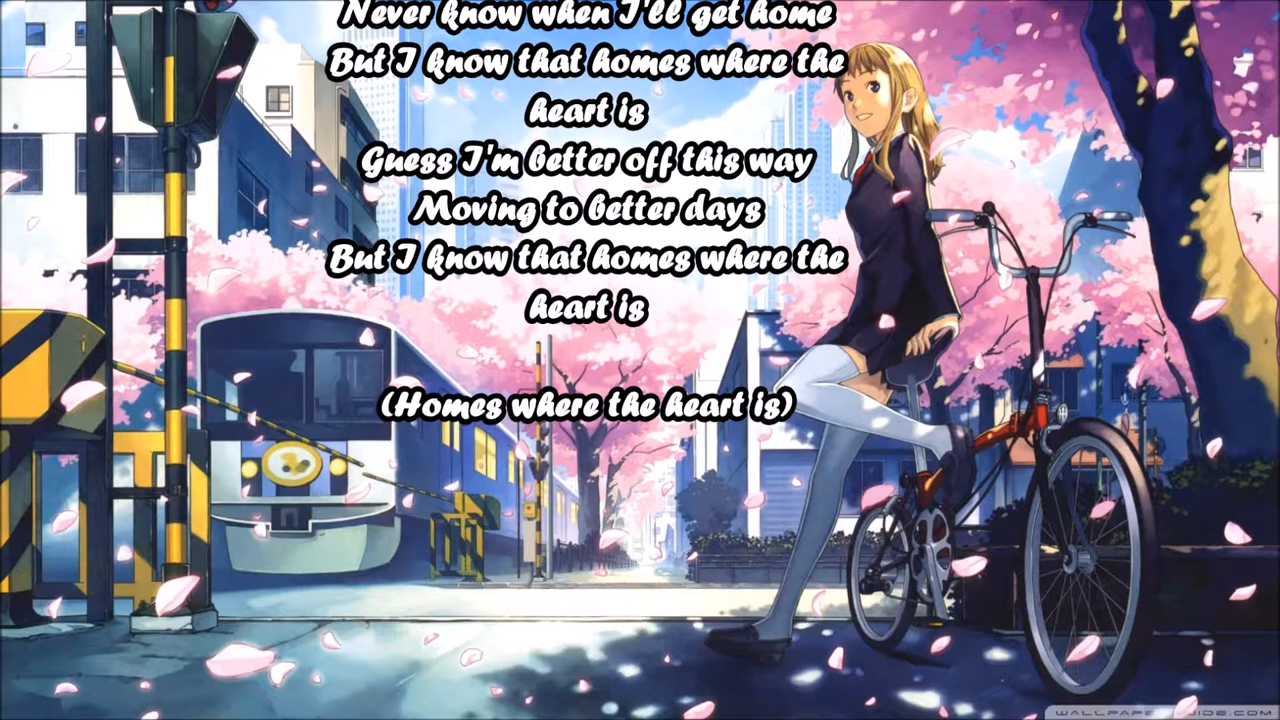 Never know when I'll get home
But I know that homes where the
heart is
Guess I'm better off this way
Moving to better days
But I know that homes where the
heart is
(Homes where the heart is)